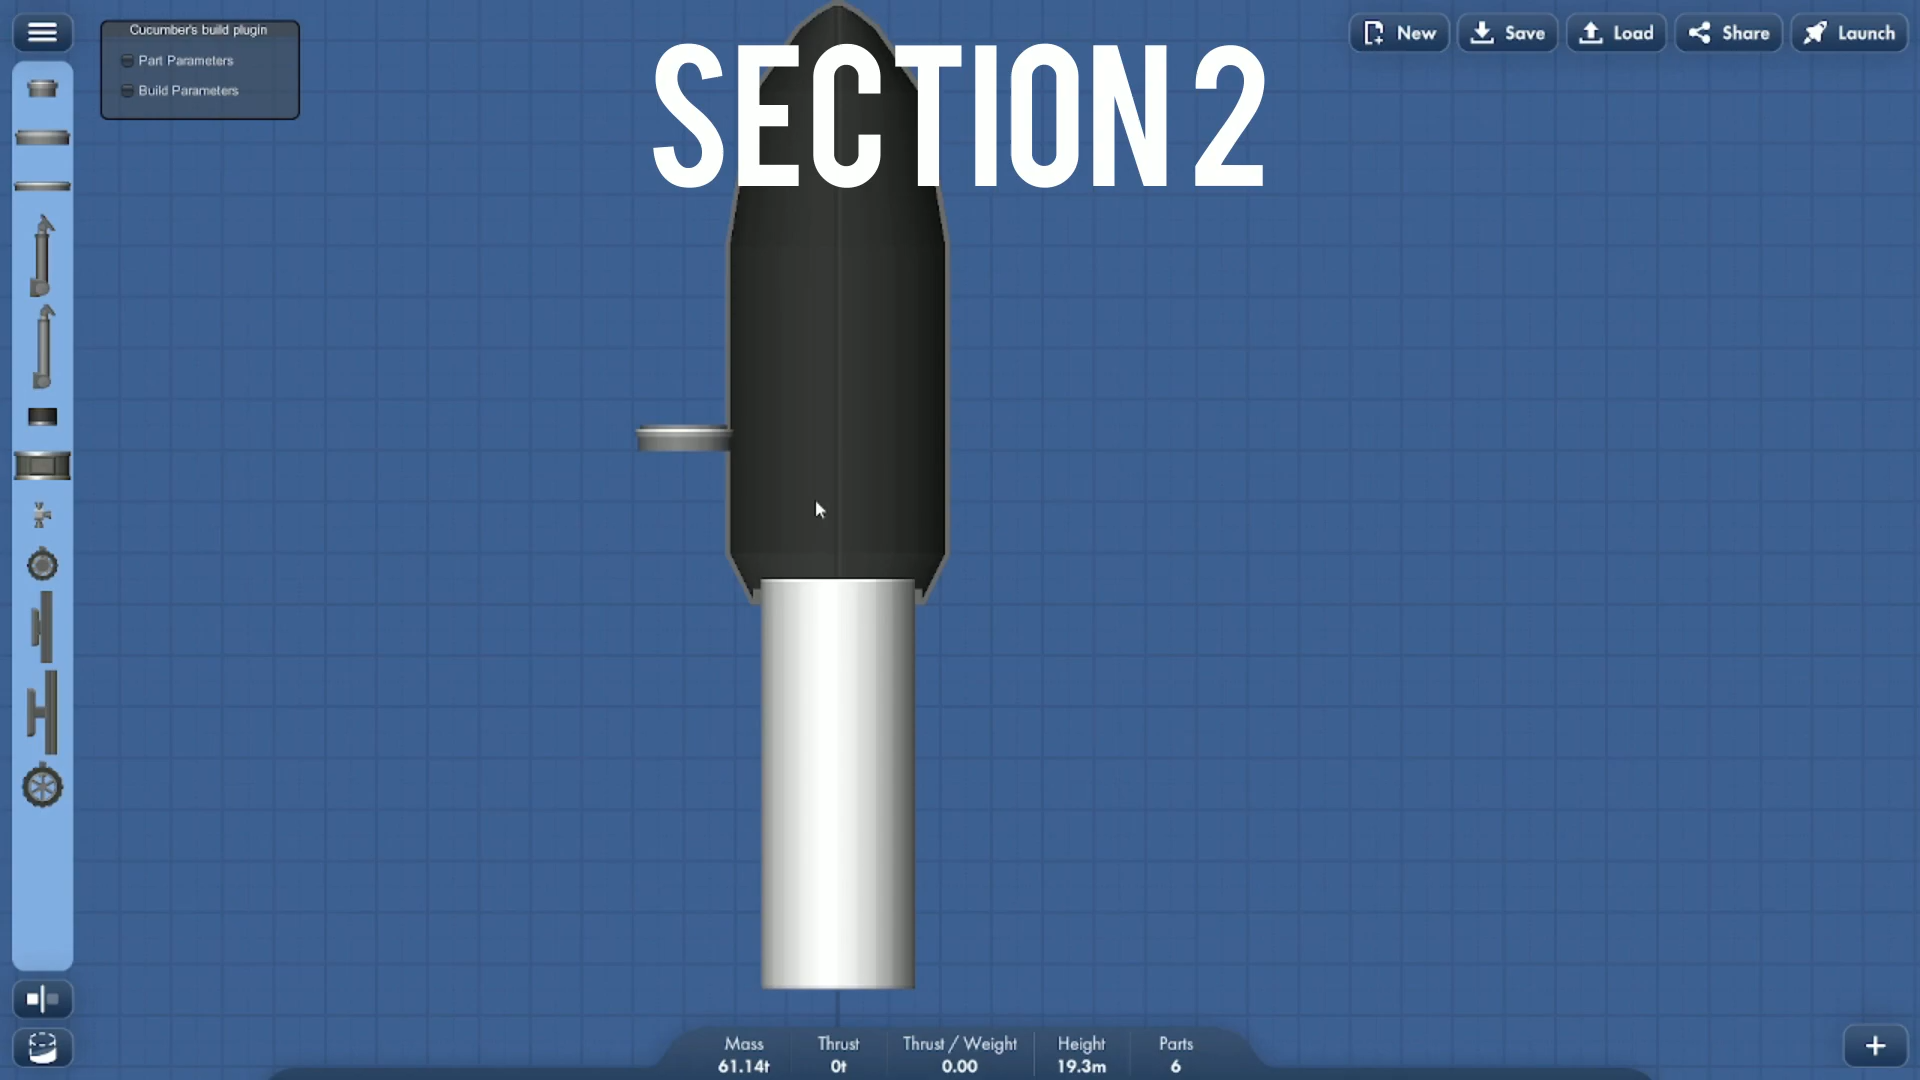 Cucumber's build plugin
Part Parameters
Build Parameters
SECTION 2
New
Save
Load
Share
Launch
Mass
61.14t
Thrust
0t
Thrust / Weight
0.00
Height
19.3m
Parts
6